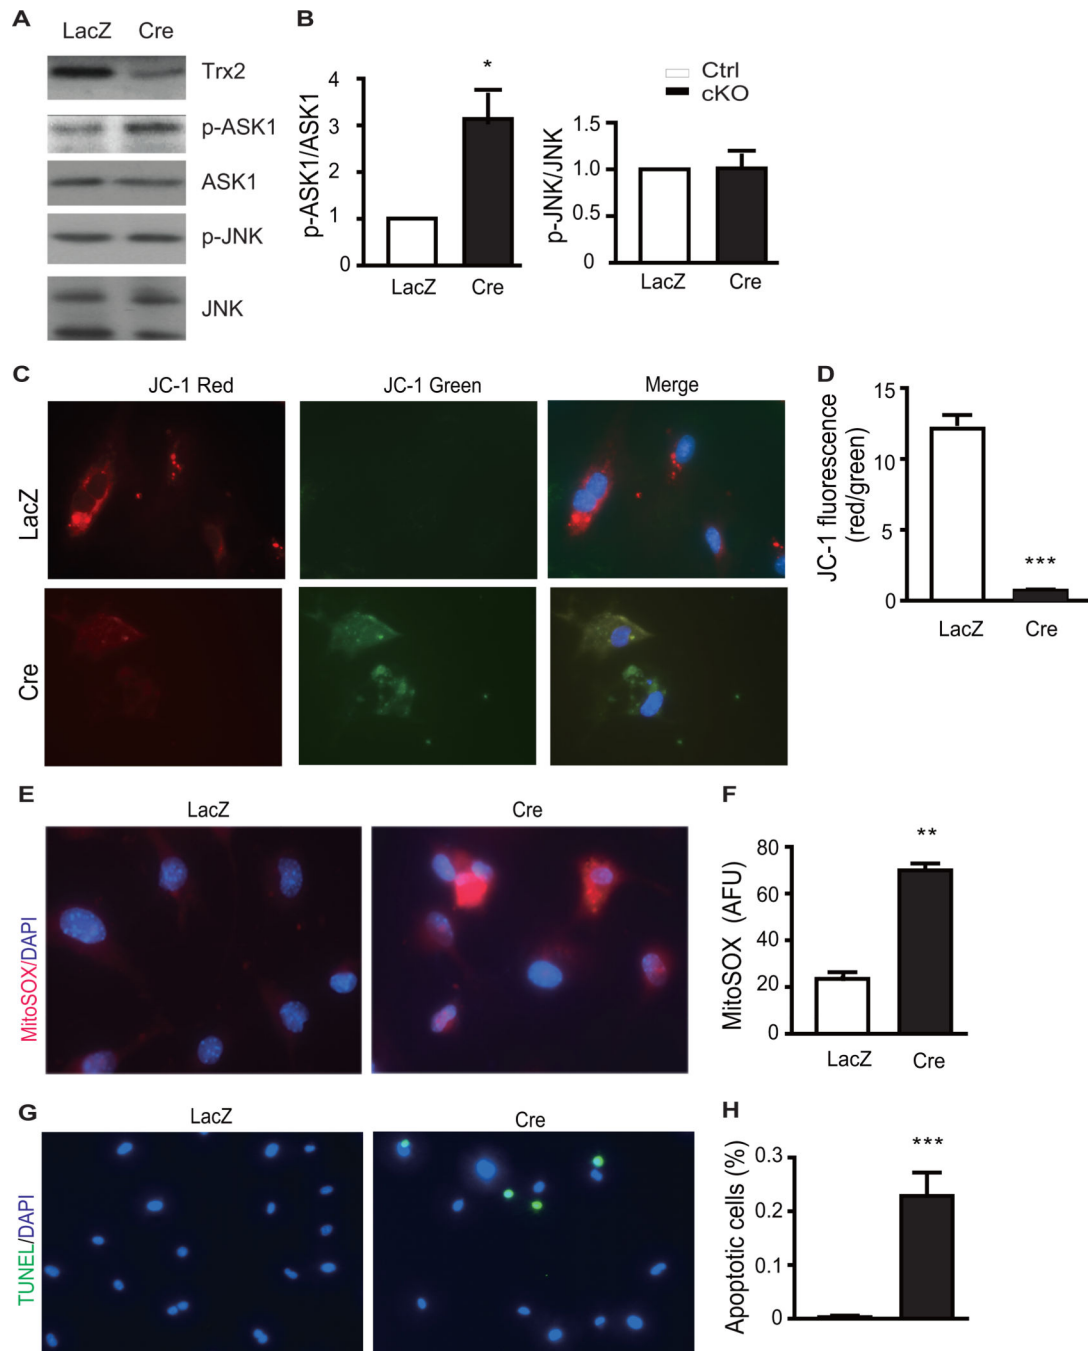 A
LacZ Cre
Trx2
p-ASK1
ASK1
p-JNK
JNK
B
p-ASK1/ASK1
4
3
2
1
0
*
LacZ Cre
Ctrl
cKO
p-JNK/JNK
1.5
1.0
0.5
0
LacZ Cre
C
JC-1 Red JC-1 Green Merge
LacZ
Cre
D
JC-1 fluorescence
(red/green)
15
10
5
0
***
LacZ Cre
E
LacZ Cre
MitoSOX/DAPI
F
MitoSOX (AFU)
80
60
40
20
0
**
LacZ Cre
G
LacZ Cre
TUNEL/DAPI
H
Apoptotic cells (%)
0.3
0.2
0.1
0
***